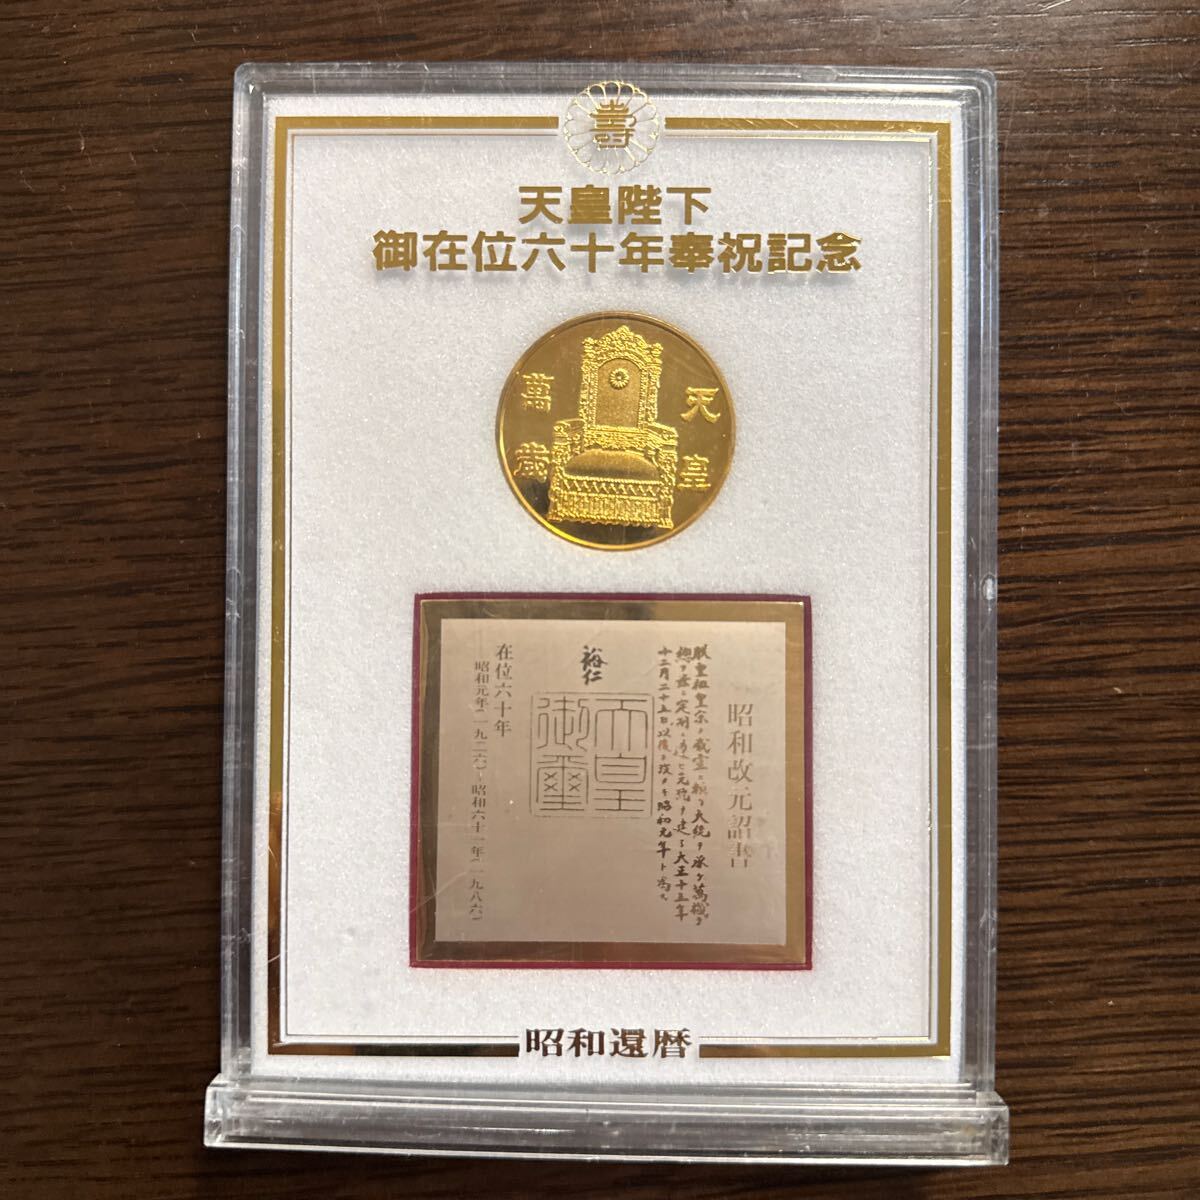 壽
天皇陛下
御在位六十年奉祝記念
天皇
萬歳
昭和改元詔書
朕皇祖皇宗ノ威霊ニ頼リ大統ヲ承ケ萬機ヲ
総フ茲ニ定制ニ遵ヒ元号ヲ建テ大正十五年
十二月二十五日以後ヲ改メテ昭和元年ト為ス
裕仁
天皇
御璽
在位六十年
昭和元年(一九二六)-昭和六十一年(一九八六)
昭和還暦